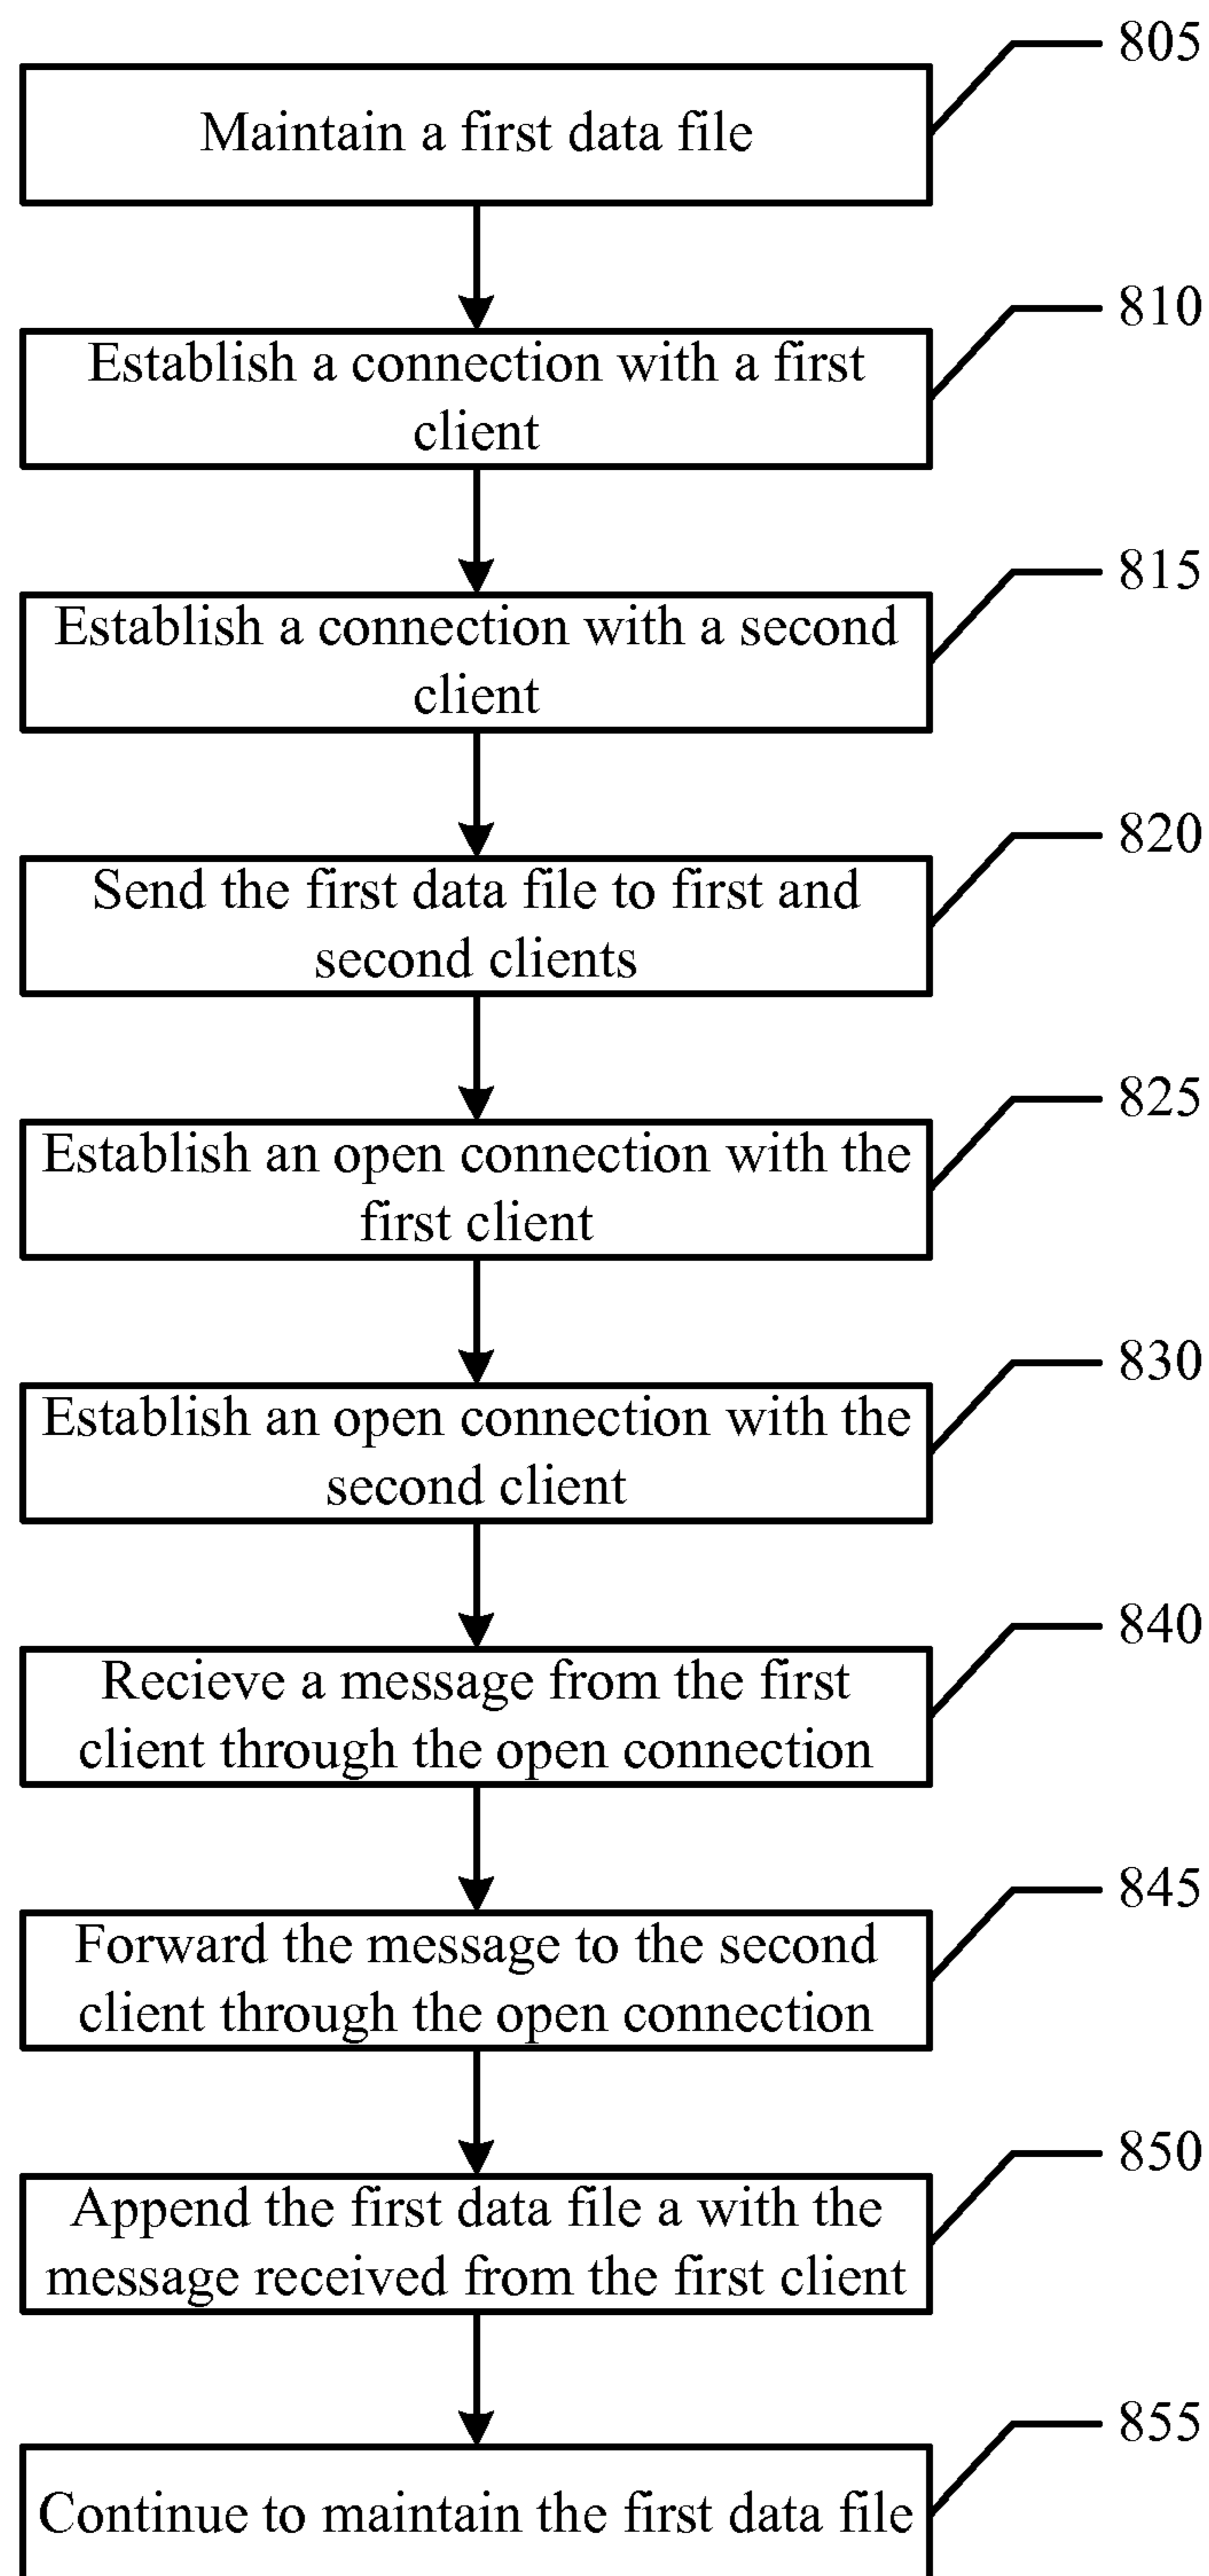 805
Maintain a first data file
810
Establish a connection with a first
client
815
Establish a connection with a second
client
820
Send the first data file to first and
second clients
825
Establish an open connection with the
first client
830
Establish an open connection with the
second client
840
Recieve a message from the first
client through the open connection
845
Forward the message to the second
client through the open connection
850
Append the first data file a with the
message received from the first client
855
Continue to maintain the first data file